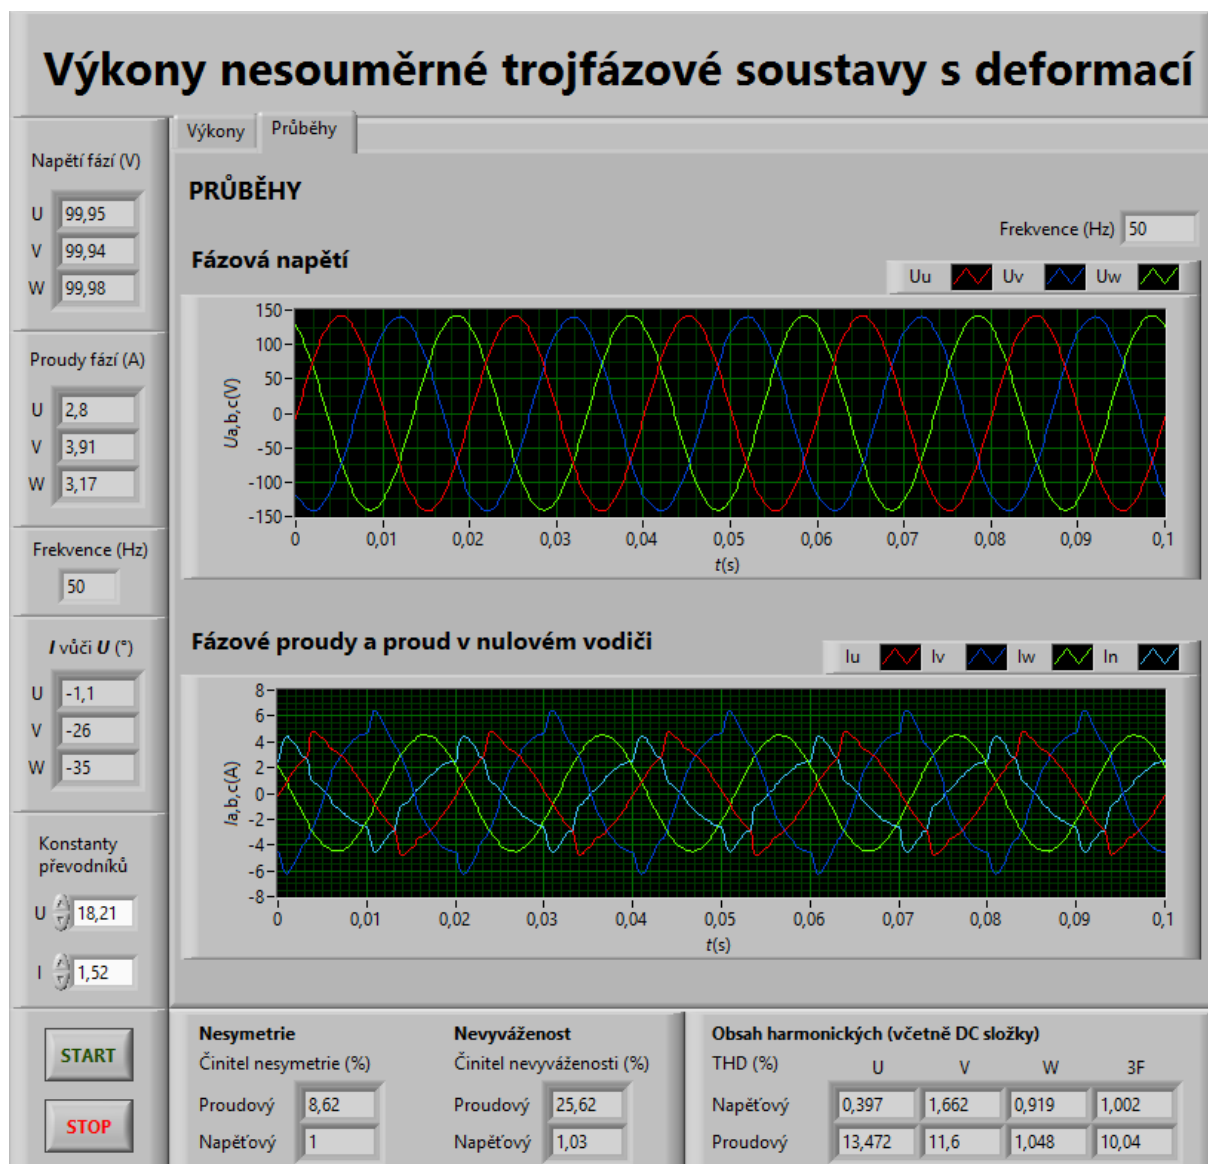 Výkony nesouměrné trojfázové soustavy s deformací
Napětí fází (V)
U 99,95
V 99,94
W 99,98
Proudy fází (A)
U 2,8
V 3,91
W 3,17
Frekvence (Hz)
50
I vůči U (°)
U -1,1
V -26
W -35
Konstanty
převodníků
U 18,21
I 1,52
START
STOP
Výkony Průběhy
PRŮBĚHY
Frekvence (Hz) 50
Fázová napětí
Uu Uv Uw
Ua,b,c(V)
150
100
50
0
-50
-100
-150
0 0,01 0,02 0,03 0,04 0,05 0,06 0,07 0,08 0,09 0,1
t(s)
Fázové proudy a proud v nulovém vodiči
Iu Iv Iw In
Ia,b,c(A)
8
6
4
2
0
-2
-4
-6
-8
0 0,01 0,02 0,03 0,04 0,05 0,06 0,07 0,08 0,09 0,1
t(s)
Nesymetrie
Činitel nesymetrie (%)
Proudový 8,62
Napěťový 1
Nevyváženost
Činitel nevyváženosti (%)
Proudový 25,62
Napěťový 1,03
Obsah harmonických (včetně DC složky)
THD (%) U V W 3F
Napěťový 0,397 1,662 0,919 1,002
Proudový 13,472 11,6 1,048 10,04